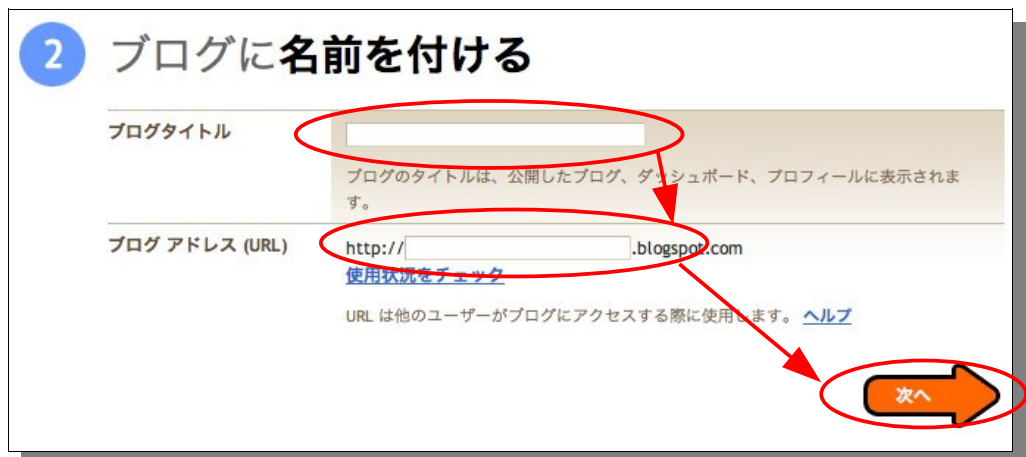 2 ブログに名前を付ける
ブログタイトル
ブログのタイトルは、公開したブログ、ダッシュボード、プロフィールに表示されま
す。
ブログ アドレス (URL) http:// .blogspot.com
使用状況をチェック
URL は他のユーザーがブログにアクセスする際に使用します。 ヘルプ
次へ